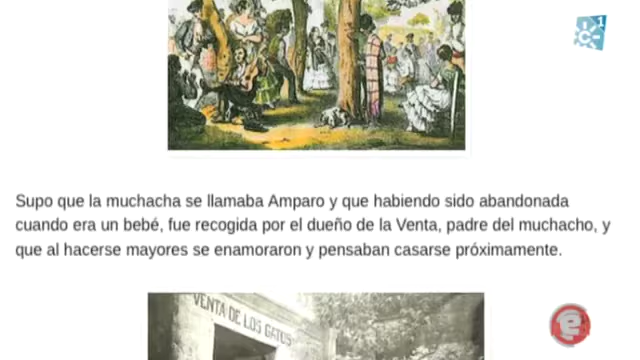 1
Supo que la muchacha se llamaba Amparo y que habiendo sido abandonada
cuando era un bebé, fue recogida por el dueño de la Venta, padre del muchacho, y
que al hacerse mayores se enamoraron y pensaban casarse próximamente.
VENTA DE LOS GATOS
e